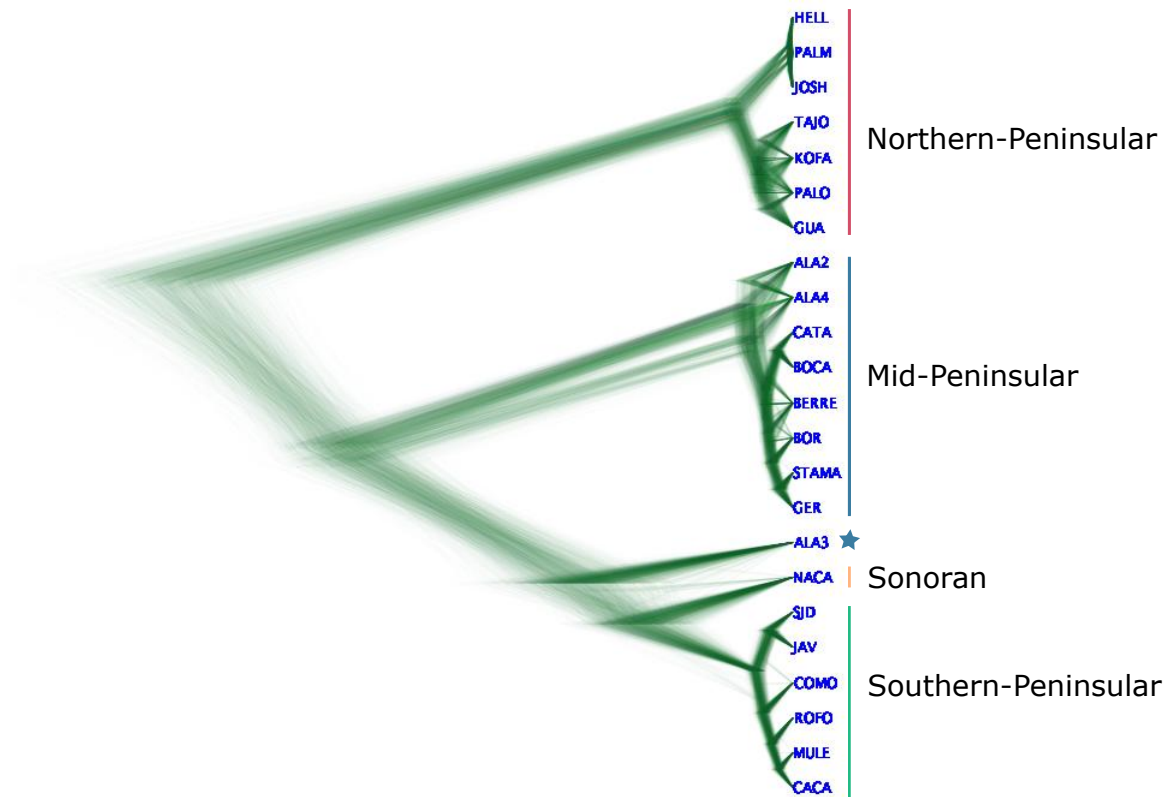 HELL
PALM
JOSH
TAJO
KOFA
PALO
GUA
Northern-Peninsular
ALA2
ALA4
CATA
BOCA
BERRE
BOR
STAMA
GER
Mid-Peninsular
ALA3
NACA
Sonoran
SJD
JAV
COMO
ROFO
MULE
CACA
Southern-Peninsular